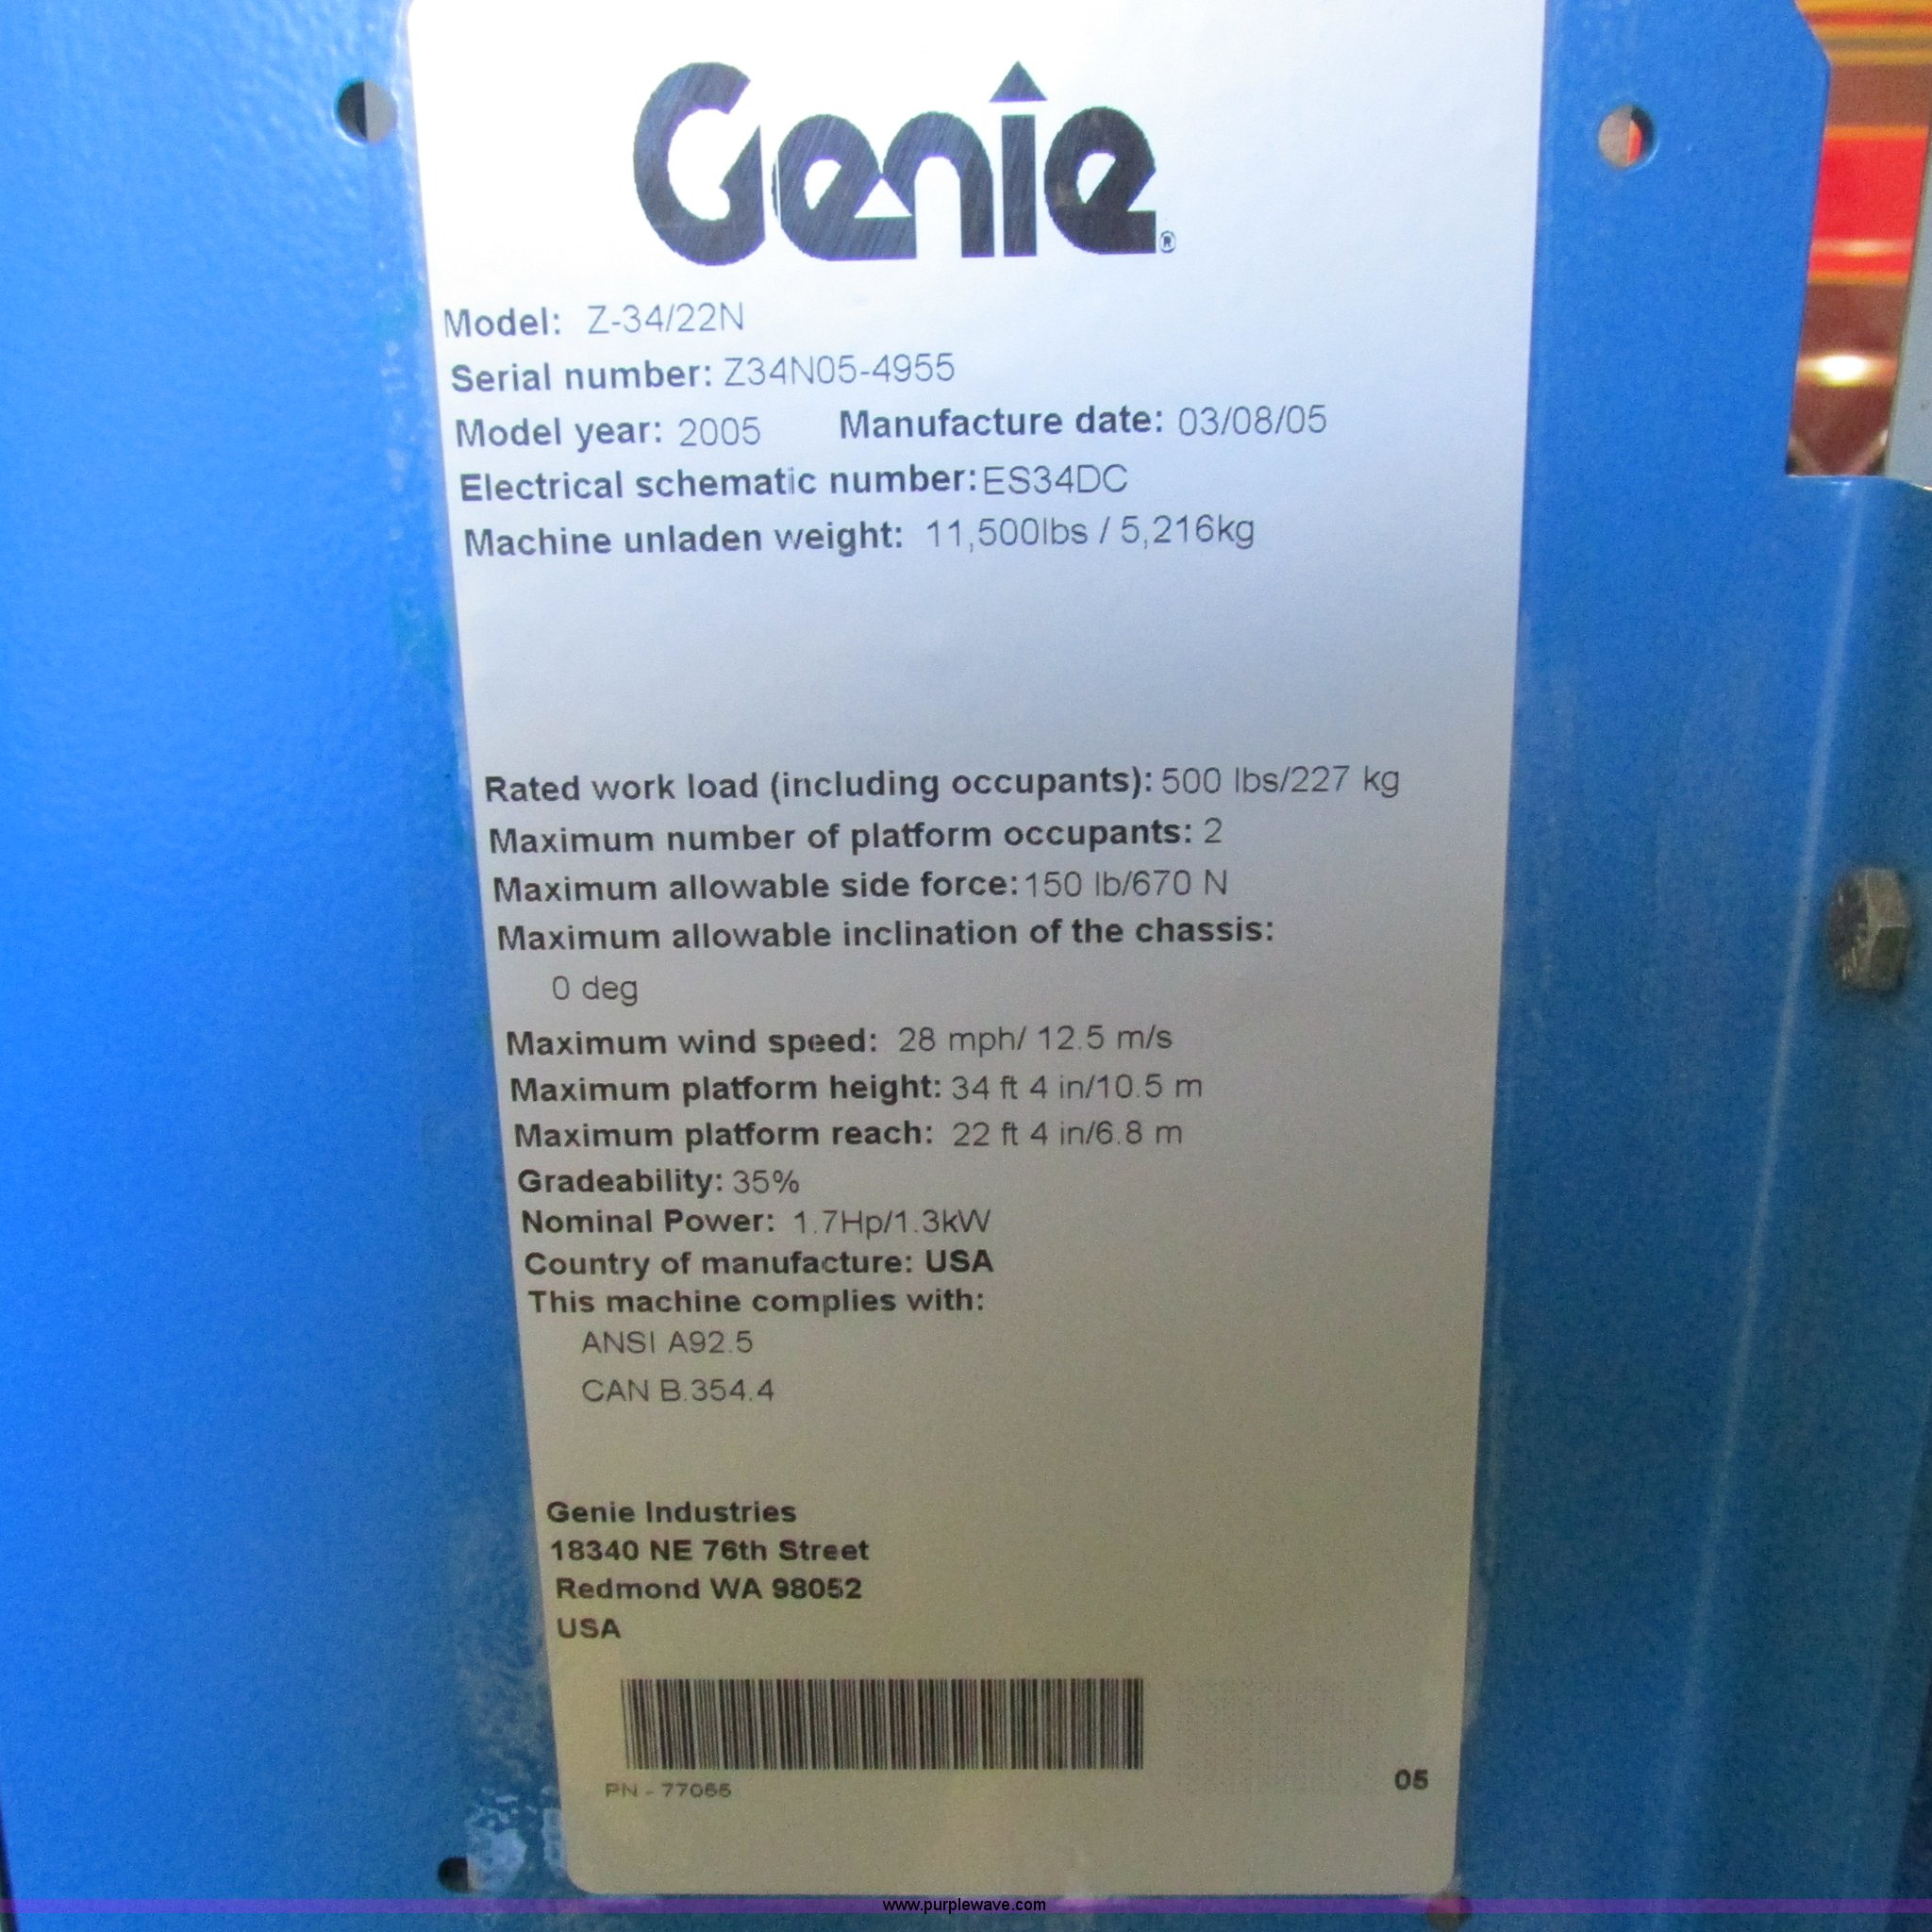 Genie®
Model: Z-34/22N
Serial number: Z34N05-4955
Model year: 2005 Manufacture date: 03/08/05
Electrical schematic number: ES34DC
Machine unladen weight: 11,500lbs / 5,216kg
Rated work load (including occupants): 500 lbs/227 kg
Maximum number of platform occupants: 2
Maximum allowable side force: 150 lb/670 N
Maximum allowable inclination of the chassis:
0 deg
Maximum wind speed: 28 mph/ 12.5 m/s
Maximum platform height: 34 ft 4 in/10.5 m
Maximum platform reach: 22 ft 4 in/6.8 m
Gradeability: 35%
Nominal Power: 1.7Hp/1.3kW
Country of manufacture: USA
This machine complies with:
ANSI A92.5
CAN B.354.4
Genie Industries
18340 NE 76th Street
Redmond WA 98052
USA
PN -
05
www.purplewave.com